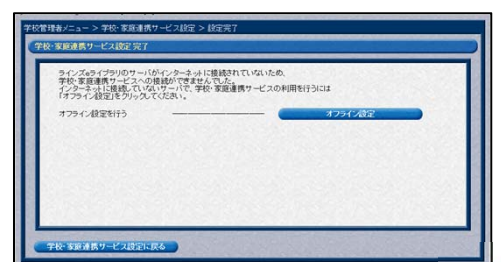 学校管理者メニュー > 学校・家庭連携サービス設定 > 設定完了
学校・家庭連携サービス設定 完了
ラインズeライブラリのサーバがインターネットに接続されていないため、
学校・家庭連携サービスへの接続ができませんでした。
インターネットに接続していないサーバで、学校・家庭連携サービスの利用を行うには
「オフライン設定」をクリックしてください。
オフライン設定を行う オフライン設定
学校・家庭連携サービス設定に戻る